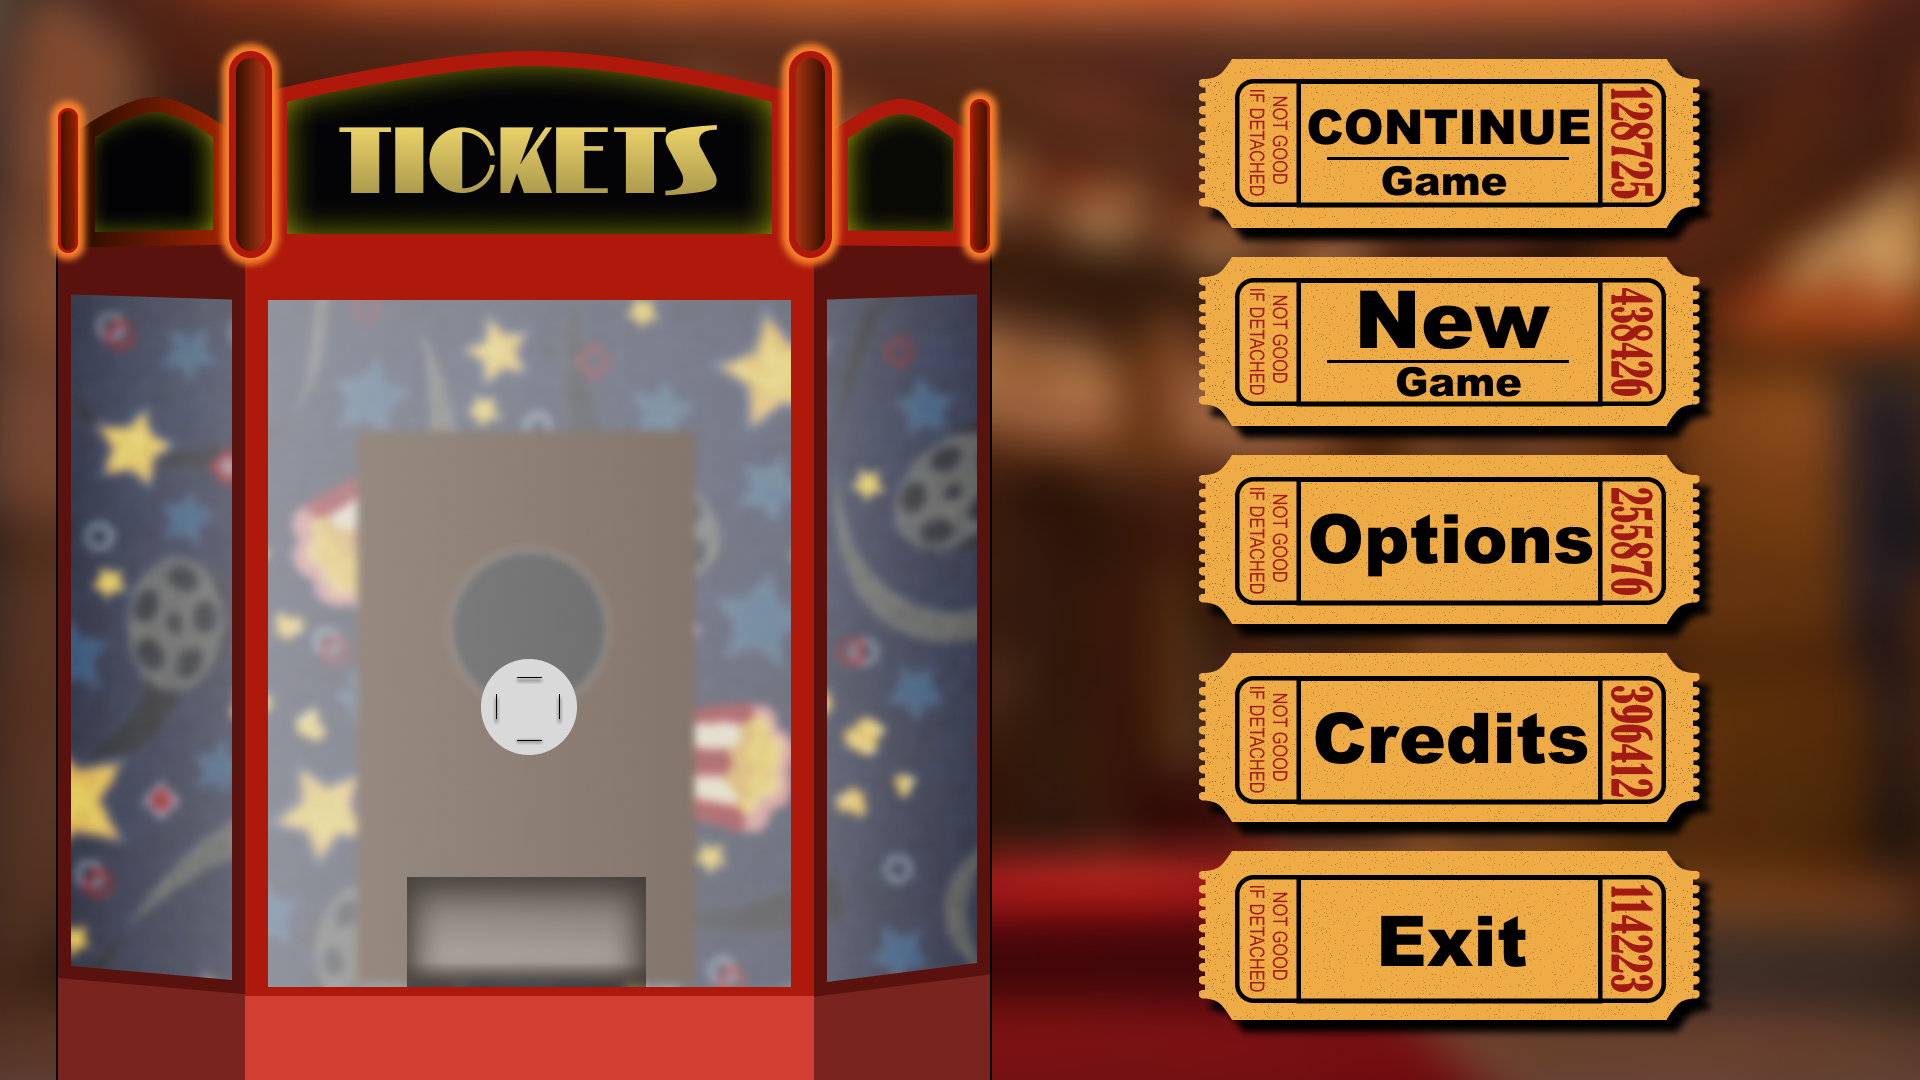 TICKETS
NOT GOOD
IF DETACHED
CONTINUE
Game
128725
NOT GOOD
IF DETACHED
New
Game
438426
NOT GOOD
IF DETACHED
Options
255876
NOT GOOD
IF DETACHED
Credits
396412
NOT GOOD
IF DETACHED
Exit
114223